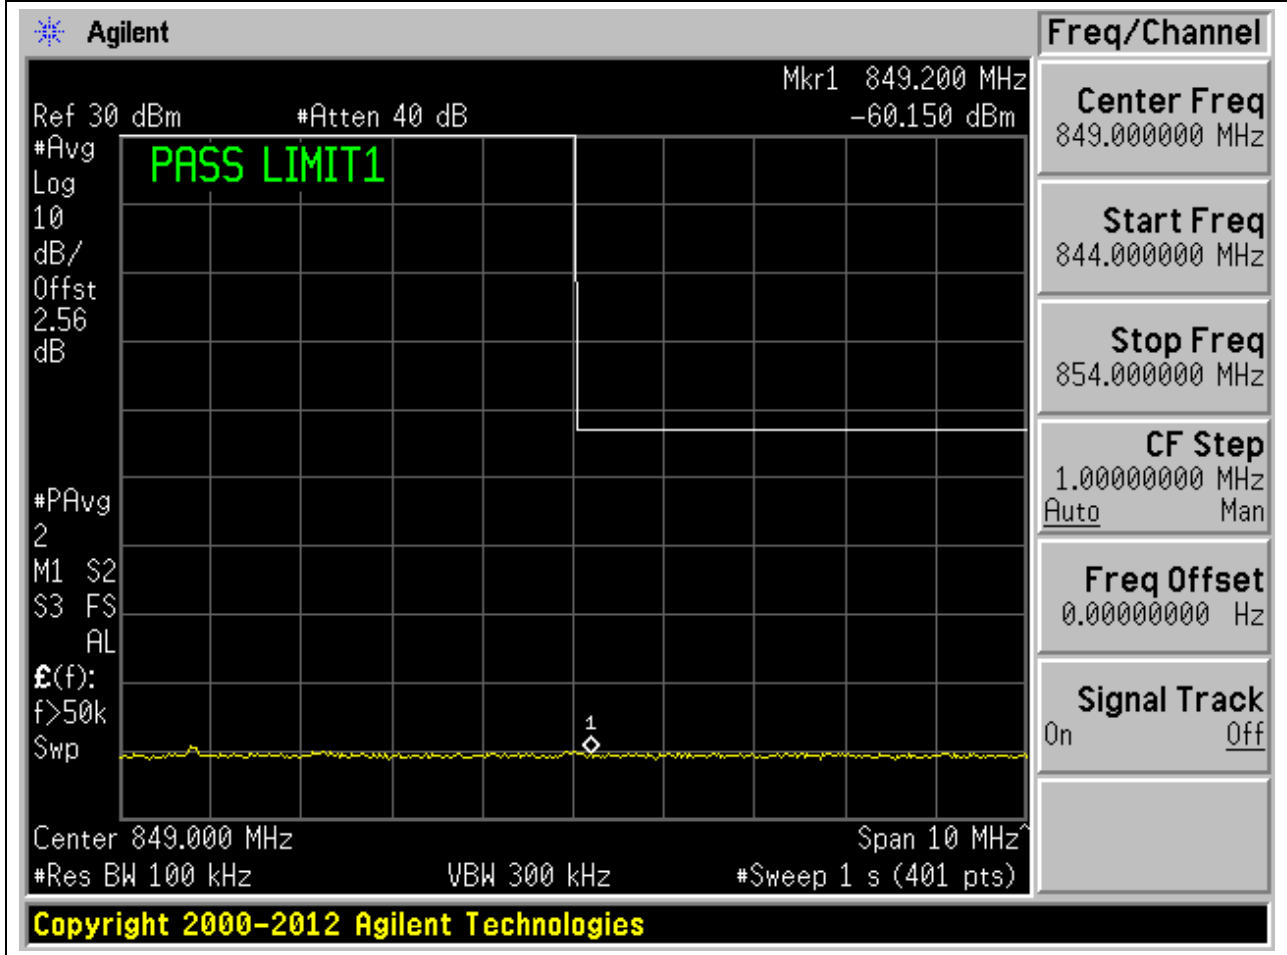 Agilent
Freq/Channel
Mkr1 849.200 MHz
Ref 30 dBm #Atten 40 dB -60.150 dBm
#Avg
Log
10
dB/
Offst
2.56
dB
PASS LIMIT1
#PAvg
2
M1 S2
S3 FS
AL
£(f):
f>50k
Swp
1
Center 849.000 MHz Span 10 MHz^
#Res BW 100 kHz VBW 300 kHz #Sweep 1 s (401 pts)
Center Freq
849.000000 MHz
Start Freq
844.000000 MHz
Stop Freq
854.000000 MHz
CF Step
1.00000000 MHz
Auto Man
Freq Offset
0.00000000 Hz
Signal Track
On Off
Copyright 2000-2012 Agilent Technologies